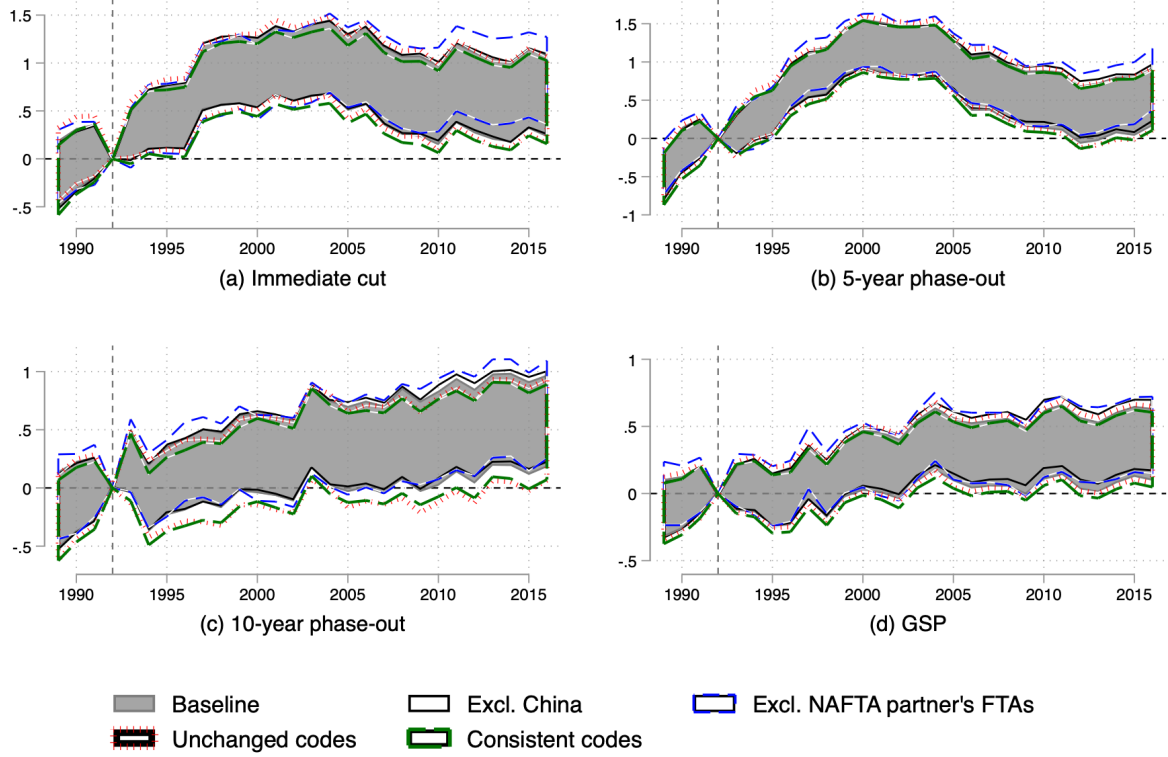 1.5
1
.5
0
-.5
1990 1995 2000 2005 2010 2015
(a) Immediate cut
1.5
1
.5
0
-.5
-1
1990 1995 2000 2005 2010 2015
(b) 5-year phase-out
1
.5
0
-.5
1990 1995 2000 2005 2010 2015
(c) 10-year phase-out
1
.5
0
-.5
1990 1995 2000 2005 2010 2015
(d) GSP
Baseline Excl. China Excl. NAFTA partner's FTAs
Unchanged codes Consistent codes